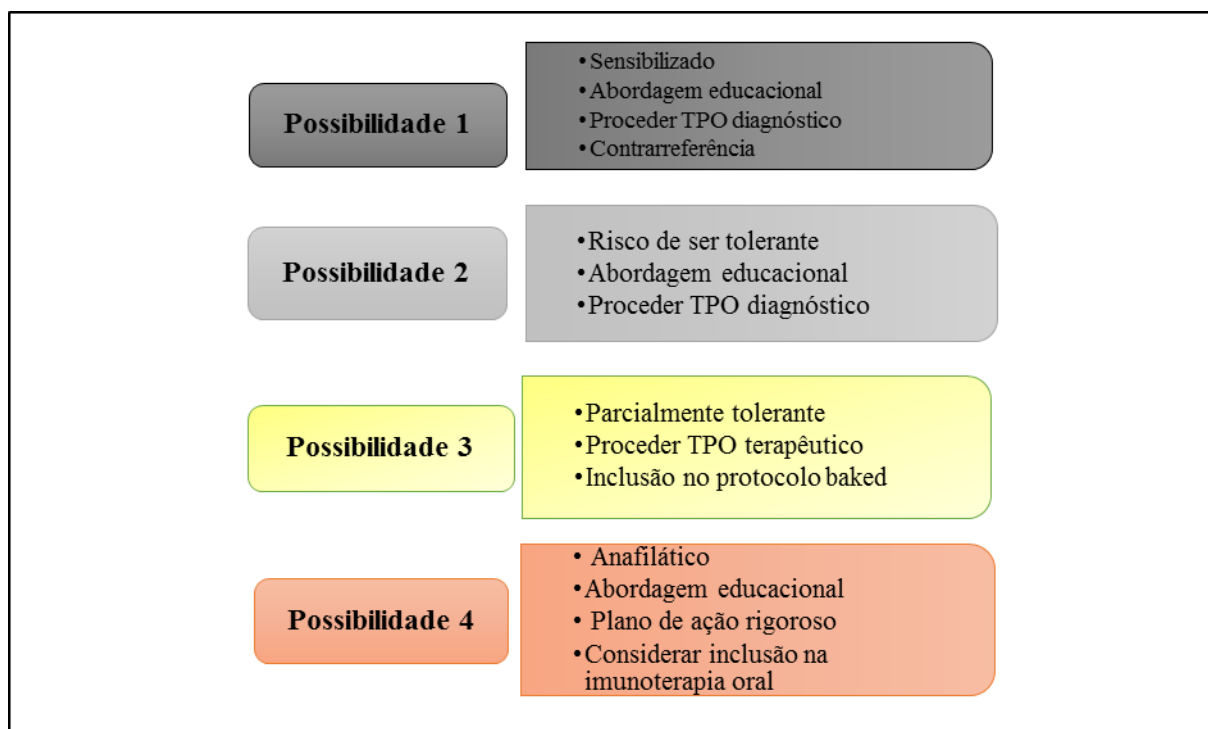 Possibilidade 1
•Sensibilizado
•Abordagem educacional
•Proceder TPO diagnóstico
•Contrarreferência
Possibilidade 2
•Risco de ser tolerante
•Abordagem educacional
•Proceder TPO diagnóstico
Possibilidade 3
•Parcialmente tolerante
•Proceder TPO terapêutico
•Inclusão no protocolo baked
Possibilidade 4
• Anafilático
•Abordagem educacional
• Plano de ação rigoroso
•Considerar inclusão na
imunoterapia oral